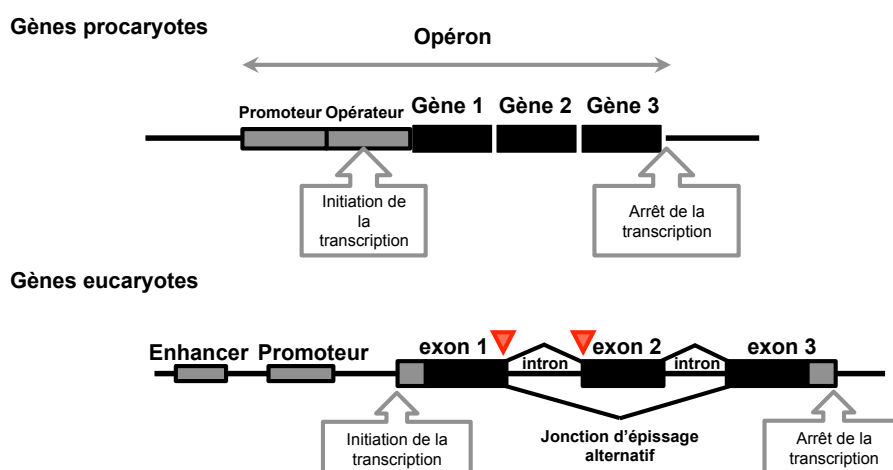 Gènes procaryotes
Opéron
Promoteur Opérateur Gène 1 Gène 2 Gène 3
Initiation de
la
transcription
Arrêt de la
transcription
Gènes eucaryotes
Enhancer Promoteur exon 1 exon 2 exon 3
intron intron
Initiation de la
transcription
Jonction d'épissage
alternatif
Arrêt de la
transcription